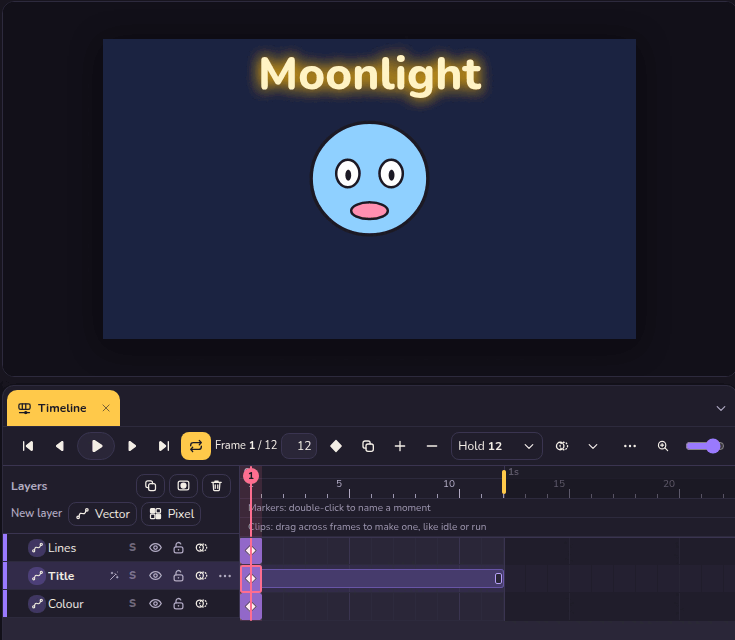 Moonlight
Timeline
Frame 1 / 12
12
Hold 12
Layers
1
5
10
1s
15
20
New layer
Vector
Pixel
Markers: double-click to name a moment
Clips: drag across frames to make one, like idle or run
Lines S
Title S
Colour S